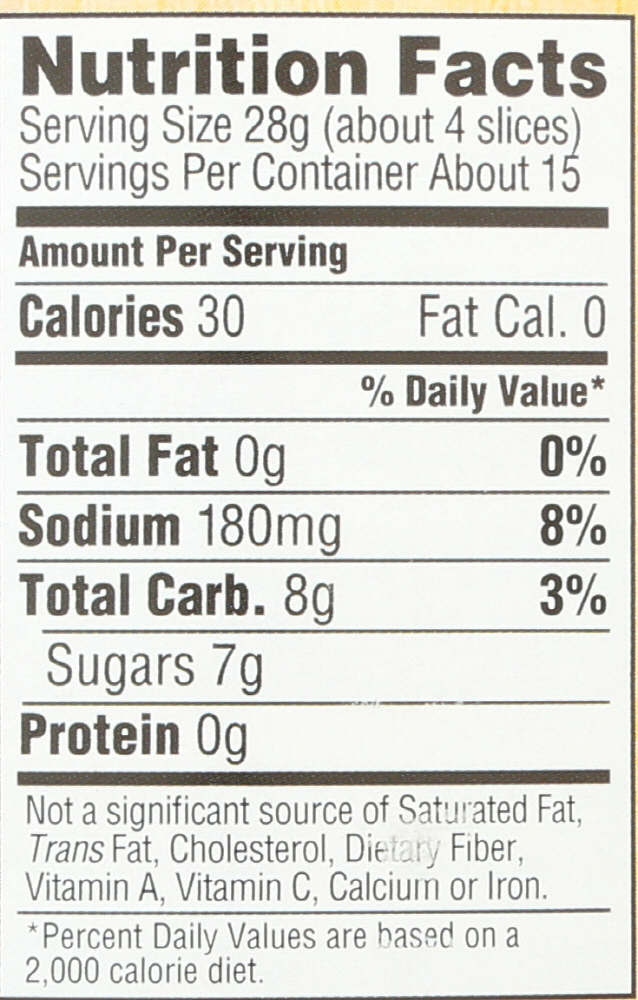 Nutrition Facts
Serving Size 28g (about 4 slices)
Servings Per Container About 15
Amount Per Serving
Calories 30 Fat Cal. 0
% Daily Value*
Total Fat 0g 0%
Sodium 180mg 8%
Total Carb. 8g 3%
Sugars 7g
Protein 0g
Not a significant source of Saturated Fat,
Trans Fat, Cholesterol, Dietary Fiber,
Vitamin A, Vitamin C, Calcium or Iron.
*Percent Daily Values are based on a
2,000 calorie diet.